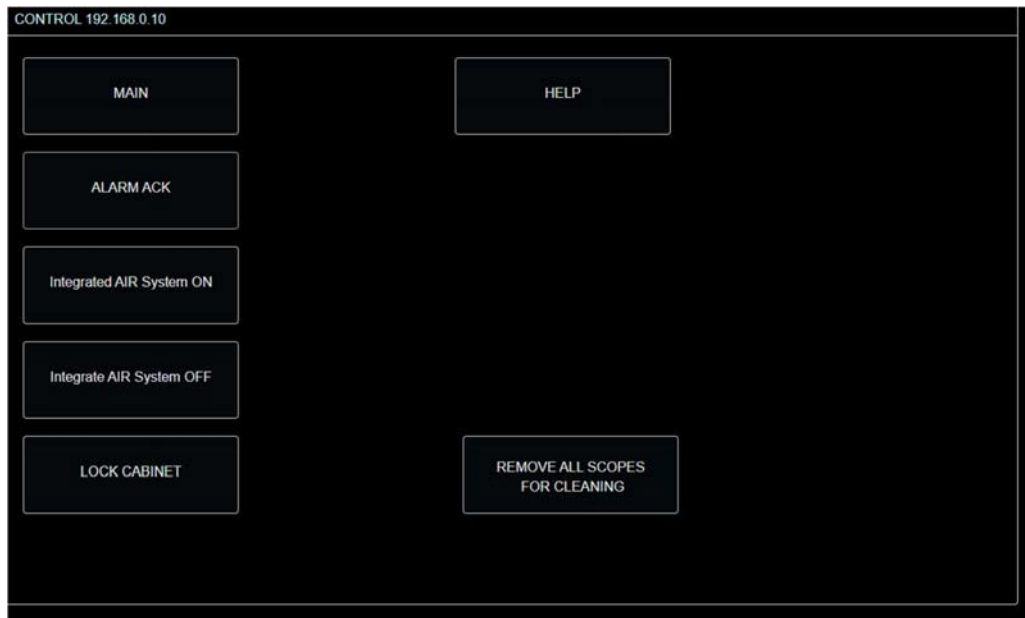 CONTROL 192.168.0.10
MAIN
HELP
ALARM ACK
Integrated AIR System ON
Integrate AIR System OFF
LOCK CABINET
REMOVE ALL SCOPES
FOR CLEANING